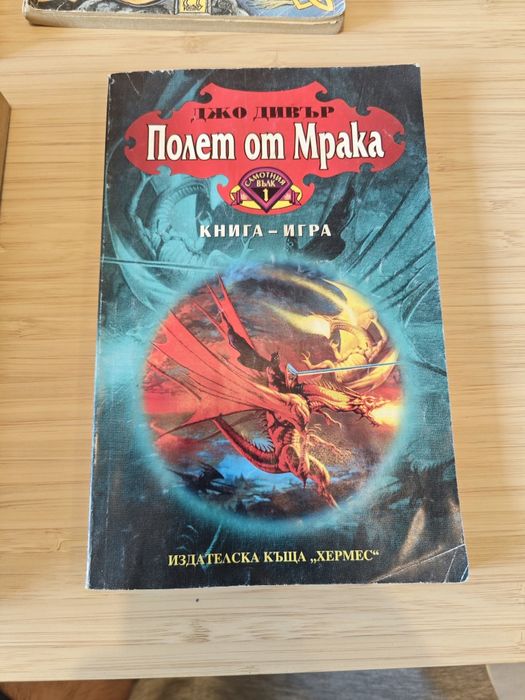 ДЖО ДИВЪР
Полет от Мрака
САМОТНИЯ
ВЪЛК
1
КНИГА – ИГРА
ИЗДАТЕЛСКА КЪЩА „ХЕРМЕС“